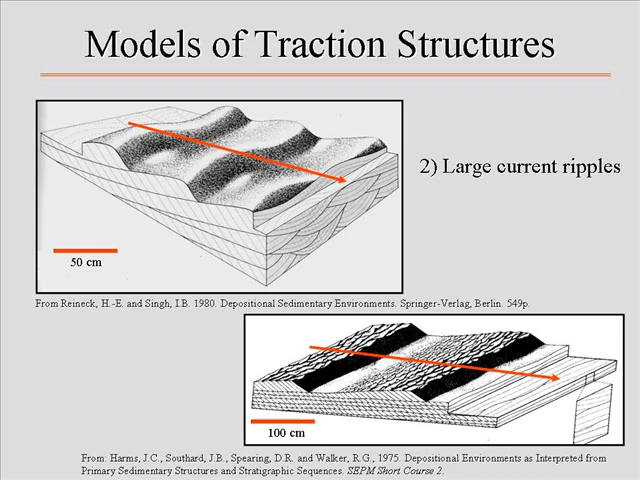 Models of Traction Structures
2) Large current ripples
50 cm
From Reineck, H.-E. and Singh, I.B. 1980. Depositional Sedimentary Environments. Springer-Verlag, Berlin. 549p.
100 cm
From: Harms, J.C., Southard, J.B., Spearing, D.R. and Walker, R.G., 1975. Depositional Environments as Interpreted from
Primary Sedimentary Structures and Stratigraphic Sequences. SEPM Short Course 2.